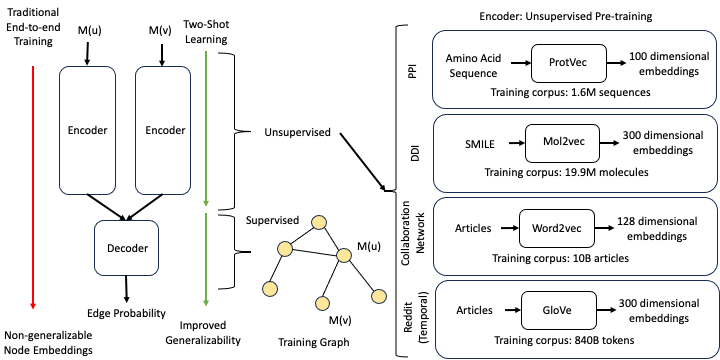 Traditional
End-to-end
Training
M(u)
M(v)
Two-Shot
Learning
Encoder
Encoder
Decoder
Edge Probability
Non-generalizable
Node Embeddings
Improved
Generalizability
Unsupervised
Supervised
M(u)
M(v)
Training Graph
Encoder: Unsupervised Pre-training
PPI
Amino Acid
Sequence
ProtVec
100 dimensional
embeddings
Training corpus: 1.6M sequences
DDI
SMILE
Mol2vec
300 dimensional
embeddings
Training corpus: 19.9M molecules
Collaboration
Network
Articles
Word2vec
128 dimensional
embeddings
Training corpus: 10B articles
Reddit
(Temporal)
Articles
GloVe
300 dimensional
embeddings
Training corpus: 840B tokens